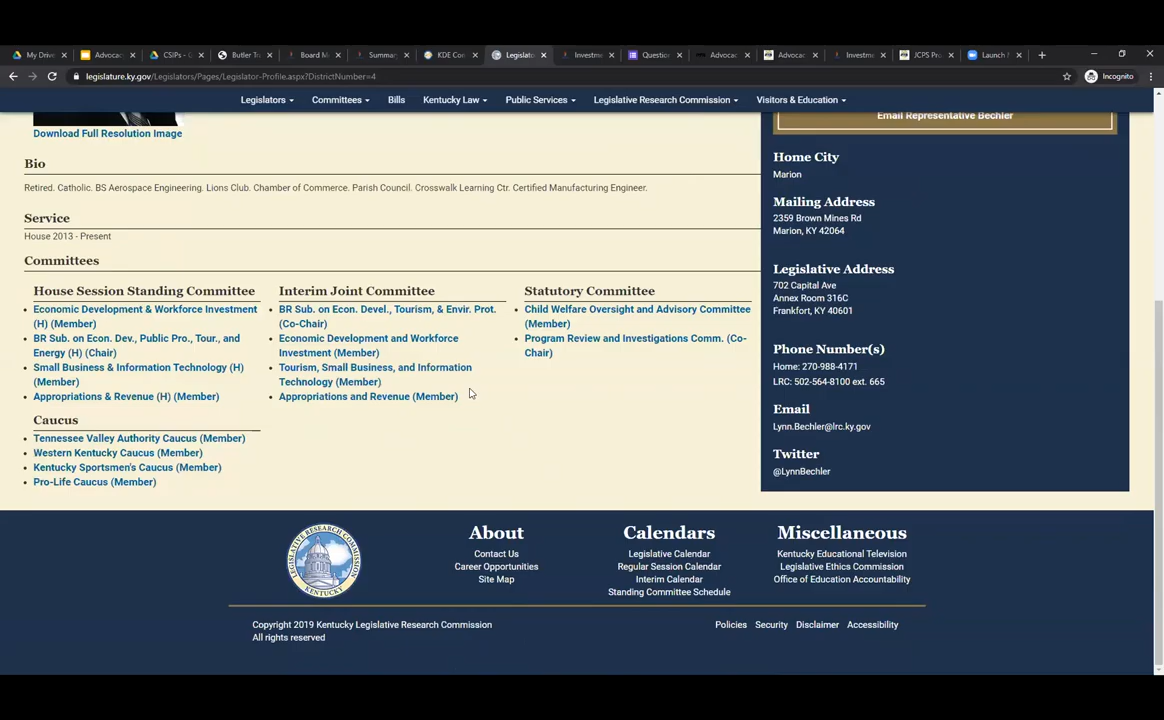 My Drive
Advocac
CSIPs - G
Butler Tr
Board M
Summar
KDE Con
Legislato
Investme
Question
Advocac
Advocac
Investme
JCPS Pro
Launch M
legislature.ky.gov/Legislators/Pages/Legislator-Profile.aspx?DistrictNumber=4
Incognito
Legislators
Committees
Bills
Kentucky Law
Public Services
Legislative Research Commission
Visitors & Education
Download Full Resolution Image
Bio
Retired. Catholic. BS Aerospace Engineering. Lions Club. Chamber of Commerce. Parish Council. Crosswalk Learning Ctr. Certified Manufacturing Engineer.
Service
House 2013 - Present
Committees
House Session Standing Committee
Economic Development & Workforce Investment
(H) (Member)
BR Sub. on Econ. Dev., Public Pro., Tour., and
Energy (H) (Chair)
Small Business & Information Technology (H)
(Member)
Appropriations & Revenue (H) (Member)
Interim Joint Committee
BR Sub. on Econ. Devel., Tourism, & Envir. Prot.
(Co-Chair)
Economic Development and Workforce
Investment (Member)
Tourism, Small Business, and Information
Technology (Member)
Appropriations and Revenue (Member)
Statutory Committee
Child Welfare Oversight and Advisory Committee
(Member)
Program Review and Investigations Comm. (Co-
Chair)
Caucus
Tennessee Valley Authority Caucus (Member)
Western Kentucky Caucus (Member)
Kentucky Sportsmen's Caucus (Member)
Pro-Life Caucus (Member)
Email Representative Bechler
Home City
Marion
Mailing Address
2359 Brown Mines Rd
Marion, KY 42064
Legislative Address
702 Capital Ave
Annex Room 316C
Frankfort, KY 40601
Phone Number(s)
Home: 270-988-4171
LRC: 502-564-8100 ext. 665
Email
Lynn.Bechler@lrc.ky.gov
Twitter
@LynnBechler
LEGISLATIVE RESEARCH COMMISSION
KENTUCKY
About
Contact Us
Career Opportunities
Site Map
Calendars
Legislative Calendar
Regular Session Calendar
Interim Calendar
Standing Committee Schedule
Miscellaneous
Kentucky Educational Television
Legislative Ethics Commission
Office of Education Accountability
Copyright 2019 Kentucky Legislative Research Commission
All rights reserved
Policies
Security
Disclaimer
Accessibility